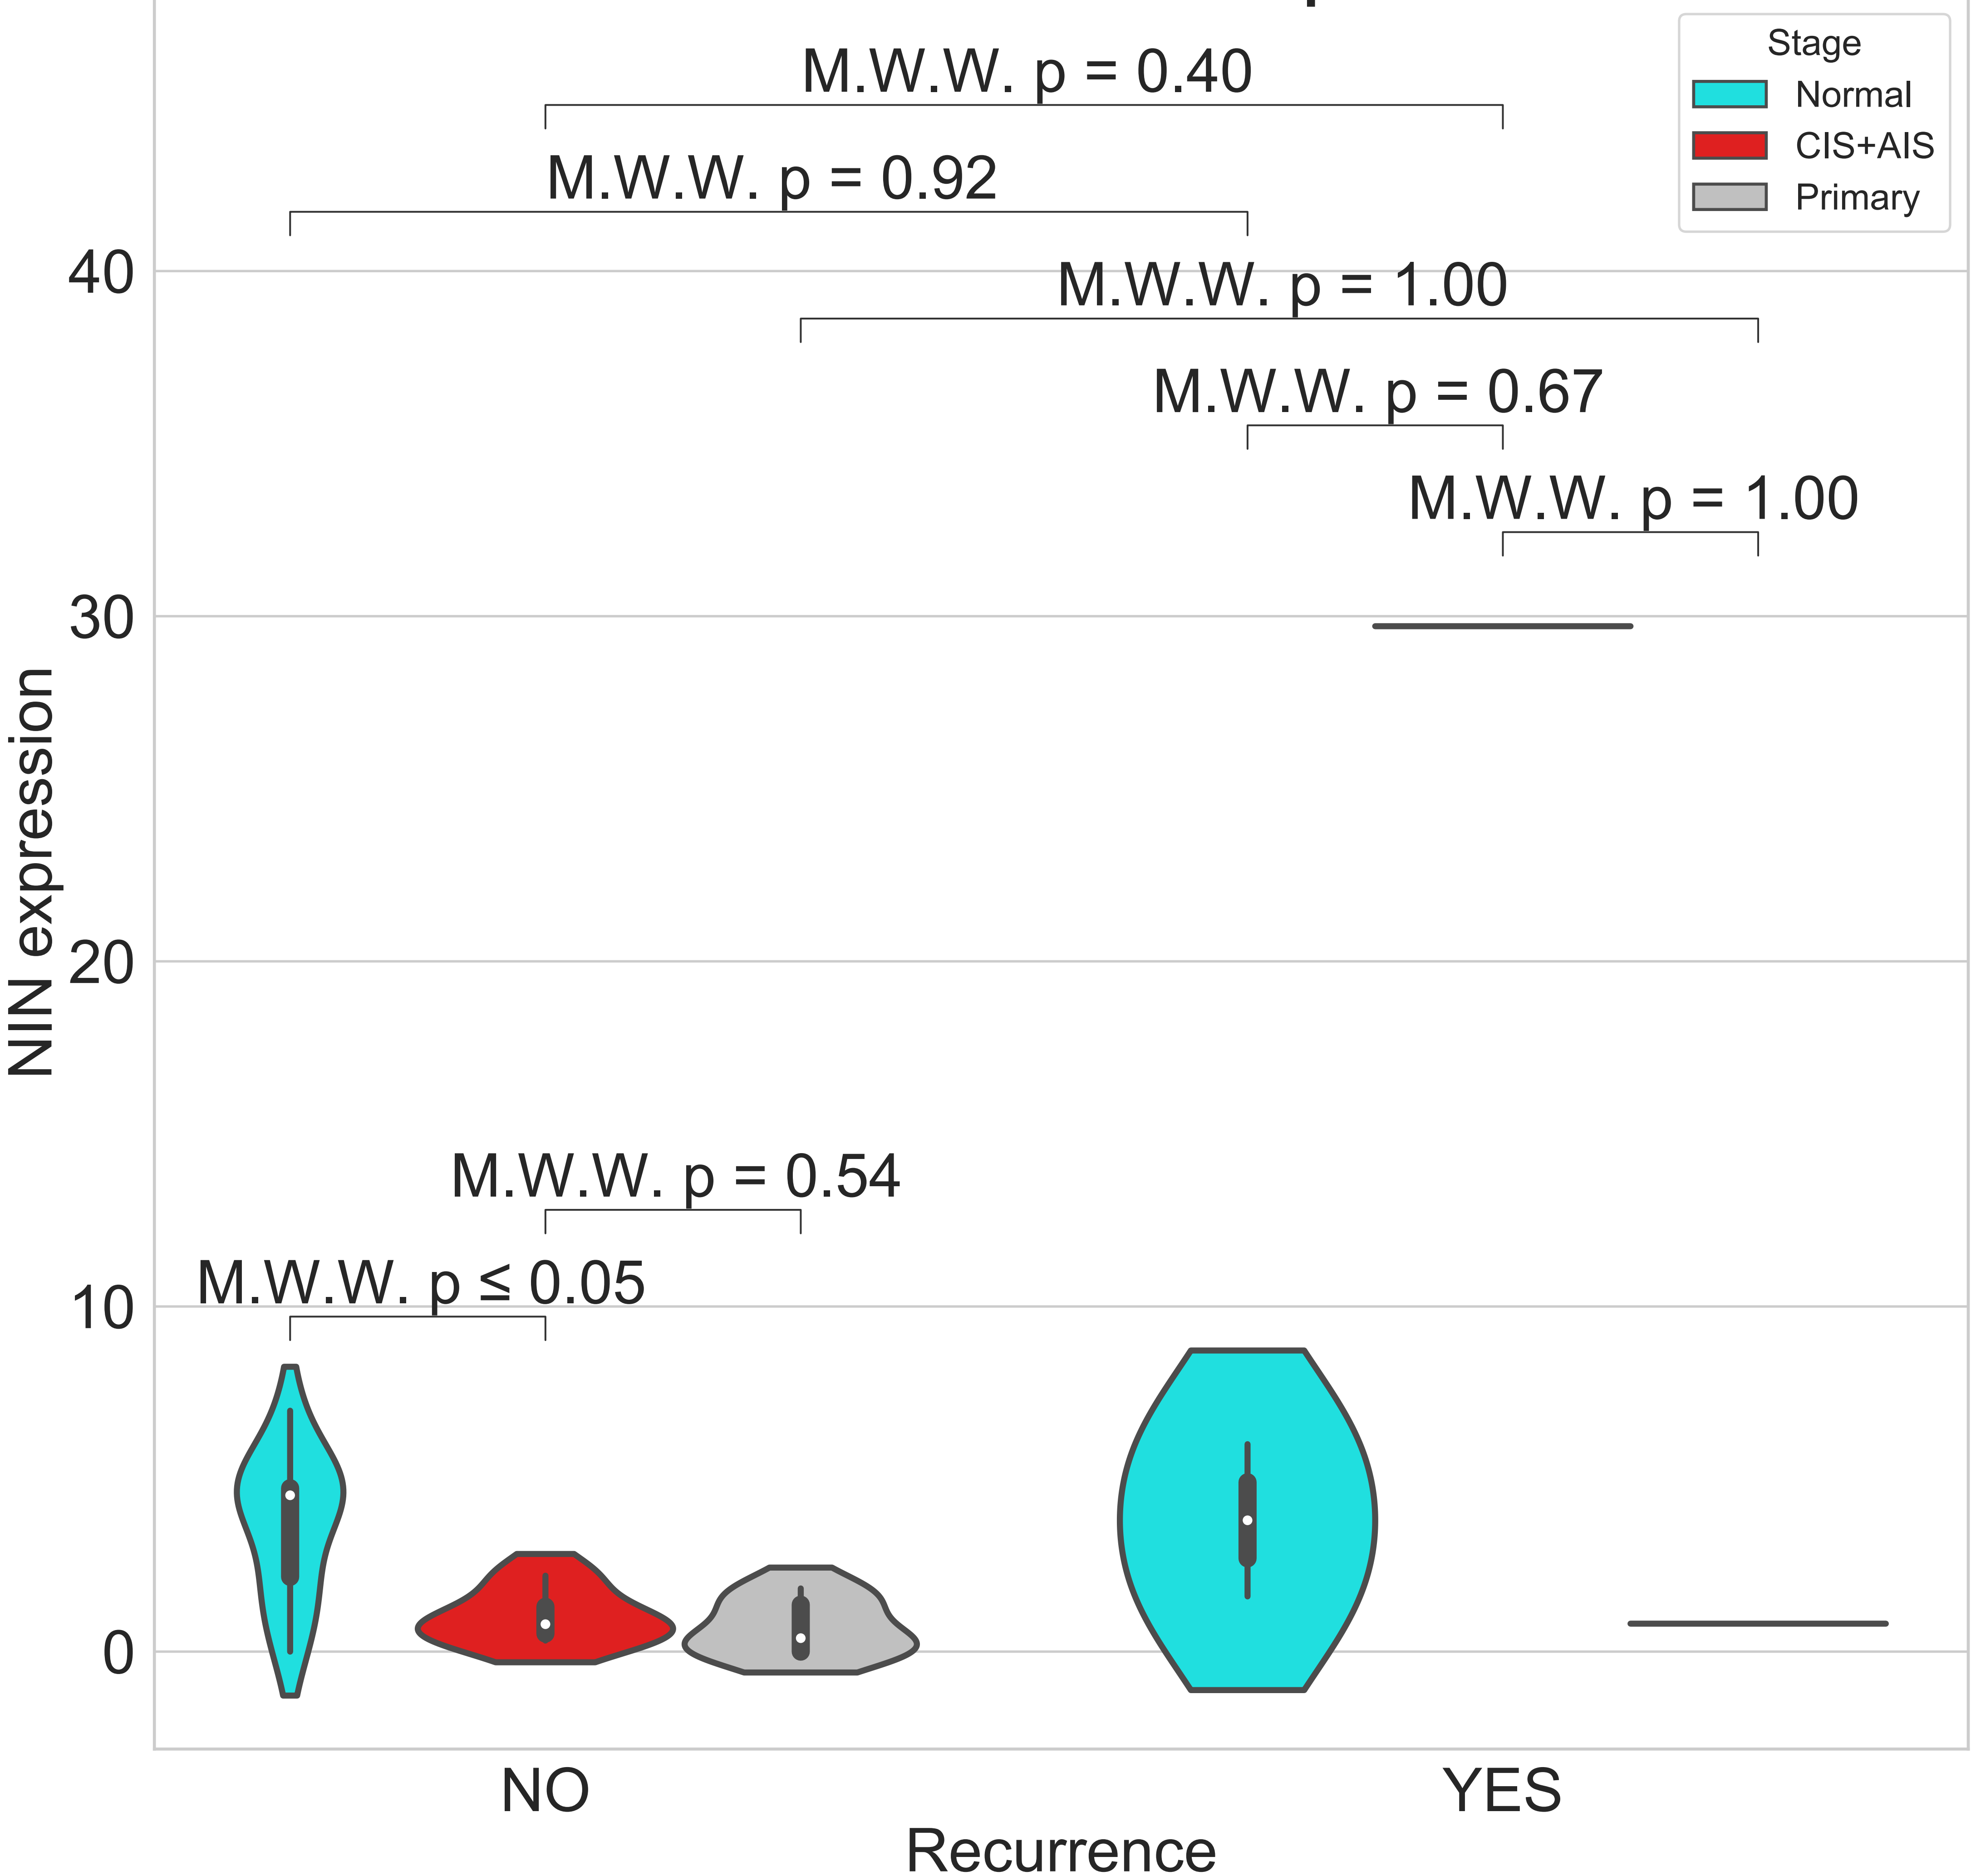 Stage
Normal
CIS+AIS
Primary
M.W.W. p = 0.40
M.W.W. p = 0.92
M.W.W. p = 1.00
M.W.W. p = 0.67
M.W.W. p = 1.00
M.W.W. p = 0.54
M.W.W. p ≤ 0.05
40
30
20
10
0
NIN expression
NO
YES
Recurrence